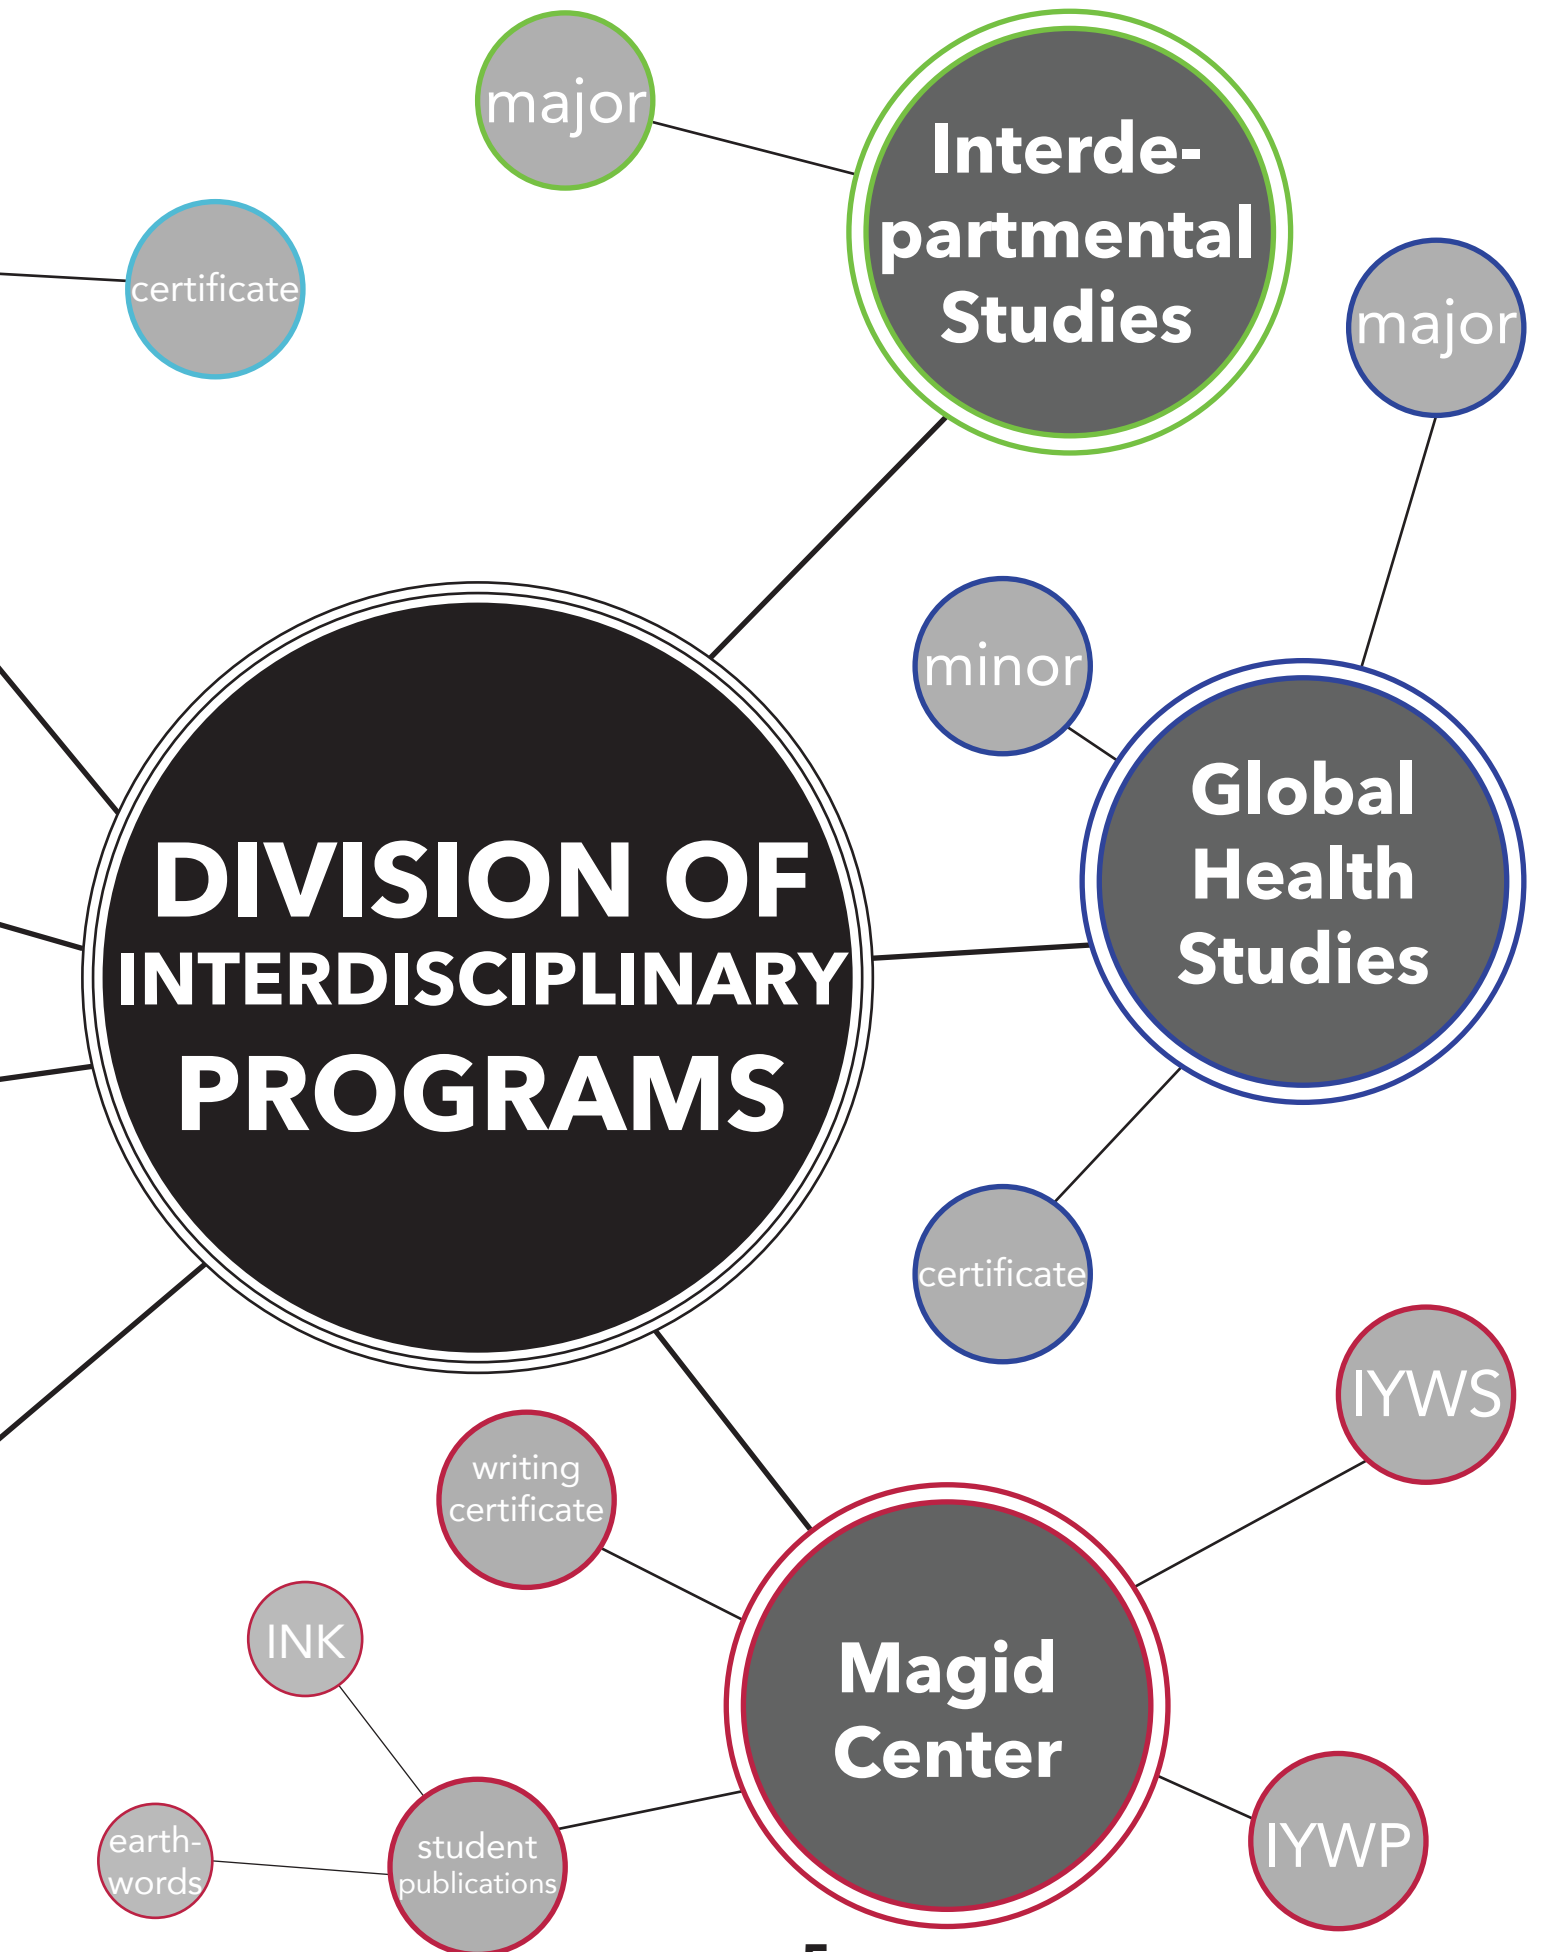 major
Interde-
partmental
Studies
certificate
major
minor
Global
Health
Studies
DIVISION OF
INTERDISCIPLINARY
PROGRAMS
certificate
IYWS
writing
certificate
INK
Magid
Center
earth-
words
student
publications
IYWP